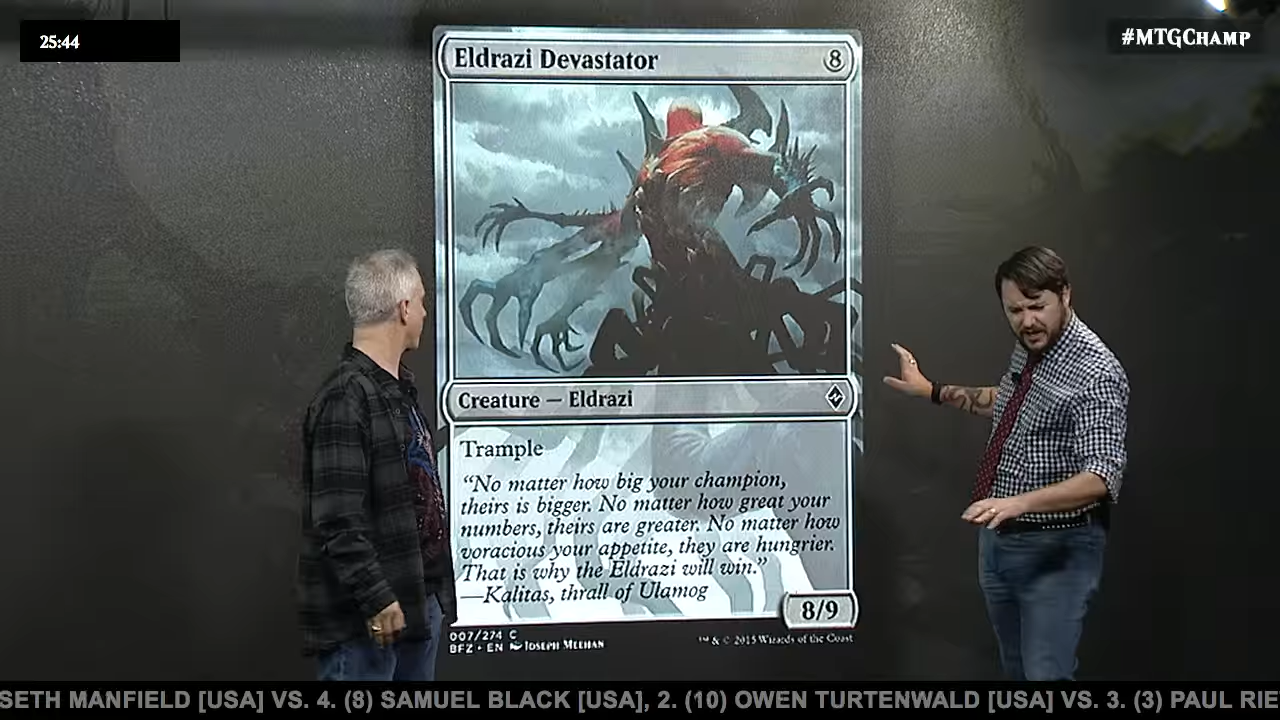 25:44
#MTGCHAMP
Eldrazi Devastator 8
Creature — Eldrazi
Trample
“No matter how big your champion,
theirs is bigger. No matter how great your
numbers, theirs are greater. No matter how
voracious your appetite, they are hungrier.
That is why the Eldrazi will win.”
—Kalitas, thrall of Ulamog
8/9
007/274 C
BFZ • EN Joseph Meehan
™ & © 2015 Wizards of the Coast
SETH MANFIELD [USA] VS. 4. (8) SAMUEL BLACK [USA], 2. (10) OWEN TURTENWALD [USA] VS. 3. (3) PAUL RIE